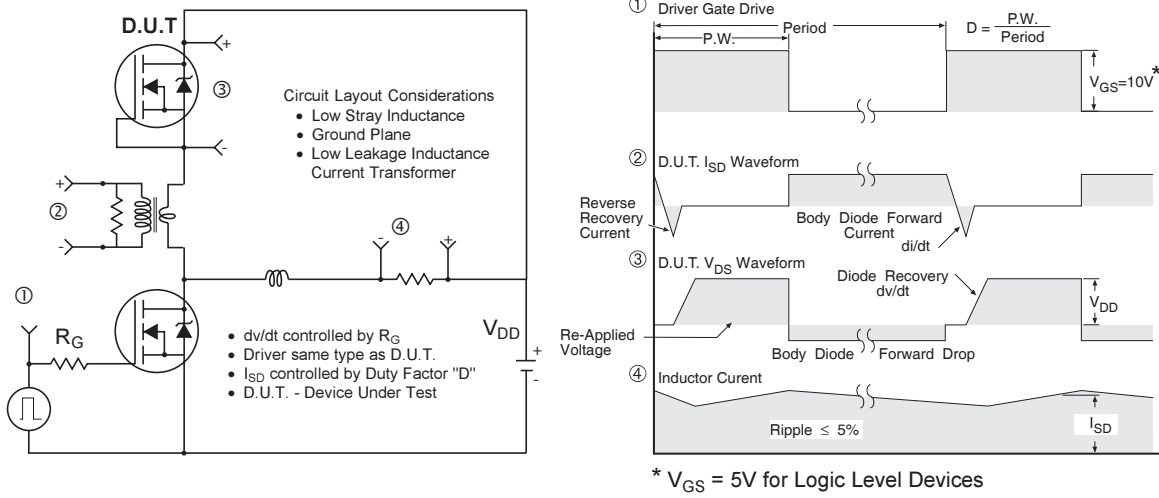 D.U.T
+
③
Circuit Layout Considerations
• Low Stray Inductance
• Ground Plane
• Low Leakage Inductance
Current Transformer
-
+
②
-
④
-
+
①
R_G
V_DD
+
-
• dv/dt controlled by R_G
• Driver same type as D.U.T.
• I_SD controlled by Duty Factor "D"
• D.U.T. - Device Under Test
① Driver Gate Drive
P.W.
Period
D = P.W. / Period
V_GS=10V *
② D.U.T. I_SD Waveform
Reverse
Recovery
Current
Body Diode Forward
Current
di/dt
③ D.U.T. V_DS Waveform
Diode Recovery
dv/dt
V_DD
Re-Applied
Voltage
Body Diode Forward Drop
④ Inductor Curent
I_SD
Ripple ≤ 5%
* V_GS = 5V for Logic Level Devices